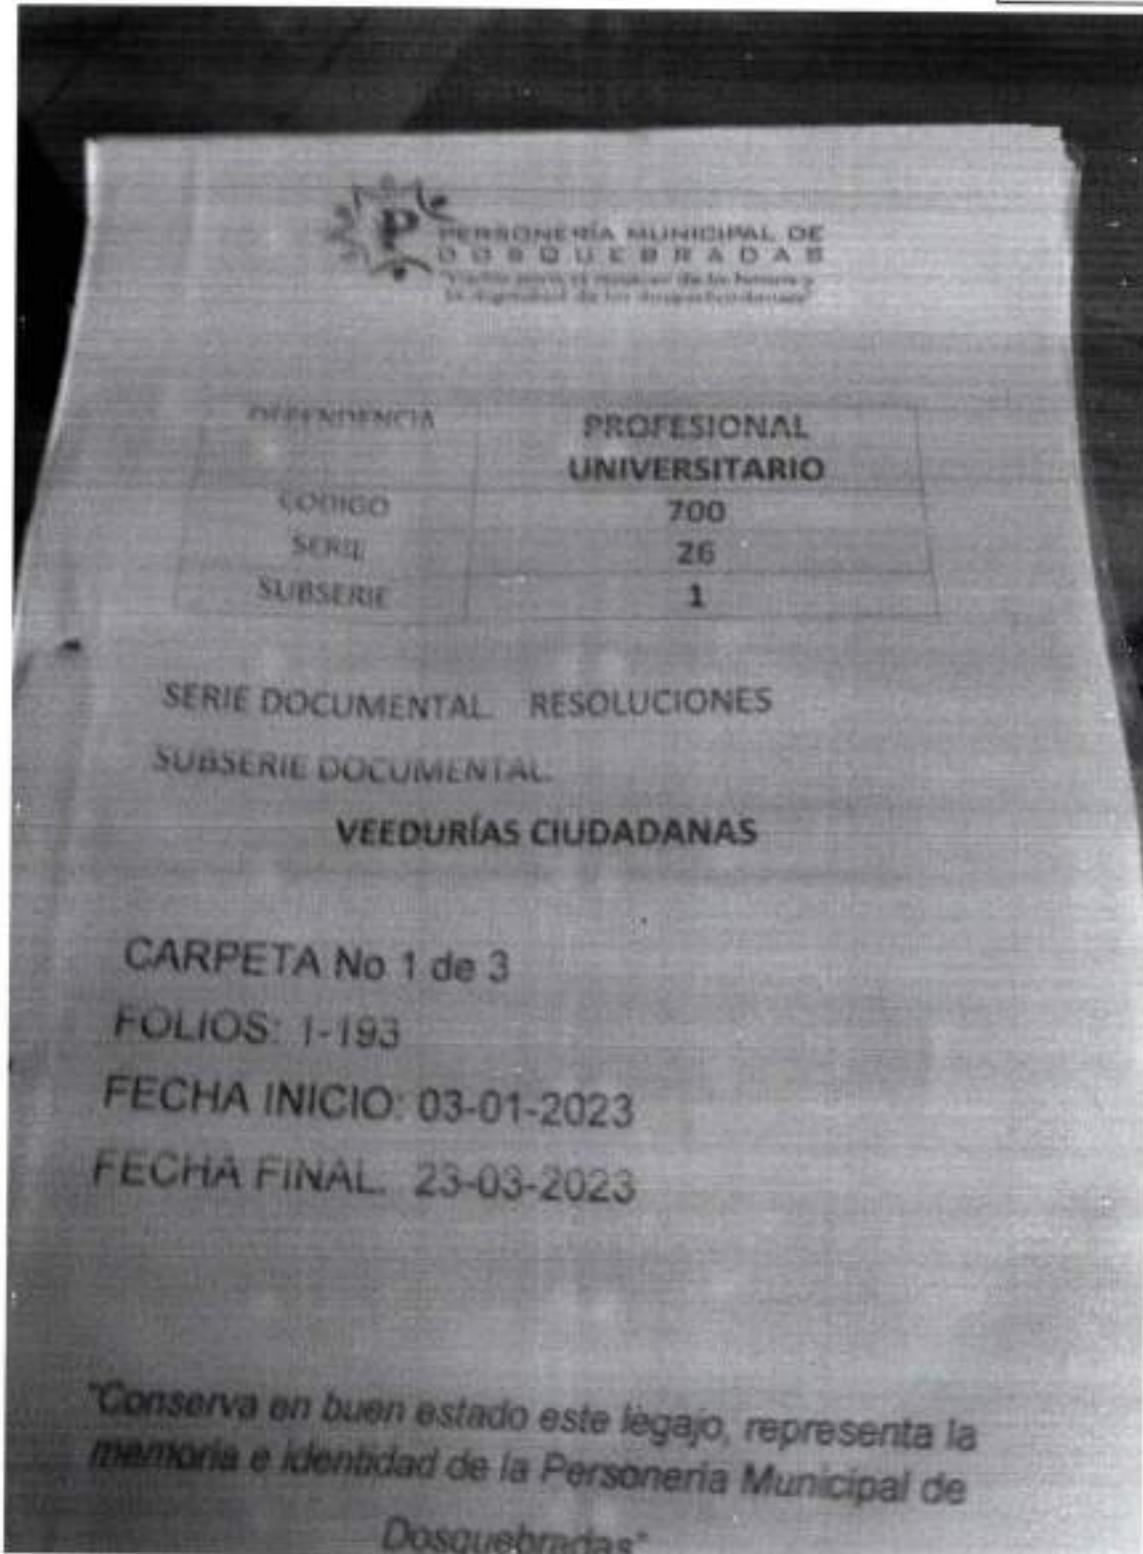 P
PERSONERÍA MUNICIPAL DE
DOSQUEBRADAS
DEPENDENCIA PROFESIONAL
UNIVERSITARIO
CODIGO 700
SERIE 26
SUBSERIE 1
SERIE DOCUMENTAL. RESOLUCIONES
SUBSERIE DOCUMENTAL.
VEEDURÍAS CIUDADANAS
CARPETA No 1 de 3
FOLIOS: 1-193
FECHA INICIO: 03-01-2023
FECHA FINAL. 23-03-2023
"Conserva en buen estado este legajo, representa la
memoria e identidad de la Personeria Municipal de
Dosquebradas"